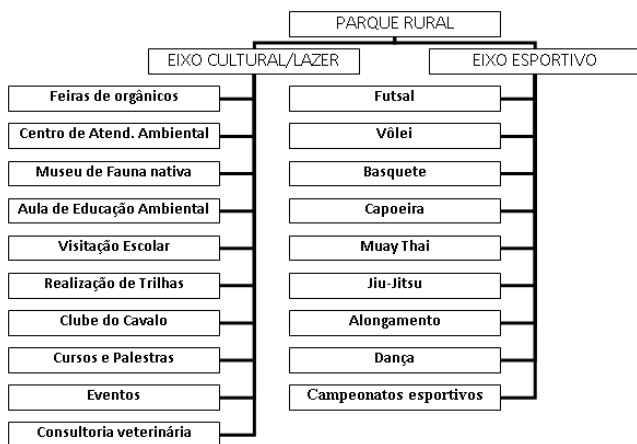 PARQUE RURAL
EIXO CULTURAL/LAZER
Feiras de orgânicos
Centro de Atend. Ambiental
Museu de Fauna nativa
Aula de Educação Ambiental
Visitação Escolar
Realização de Trilhas
Clube do Cavalo
Cursos e Palestras
Eventos
Consultoria veterinária
EIXO ESPORTIVO
Futsal
Vôlei
Basquete
Capoeira
Muay Thai
Jiu-Jitsu
Alongamento
Dança
Campeonatos esportivos